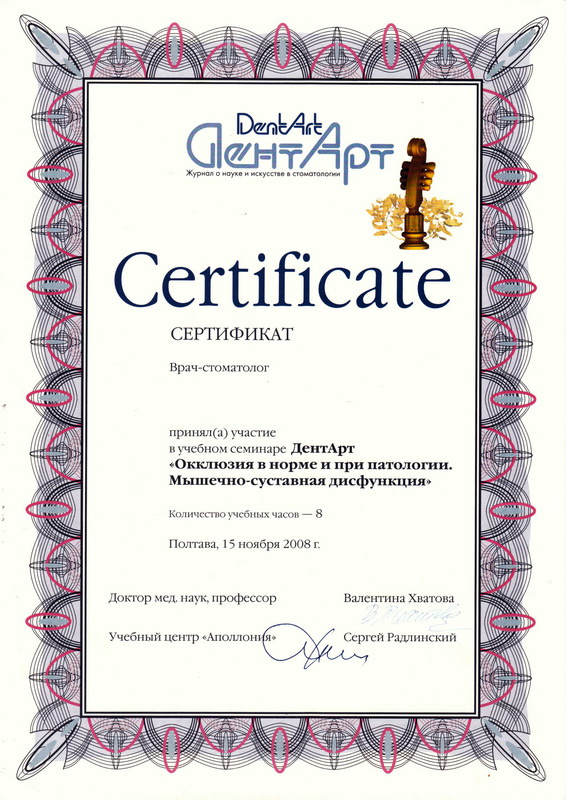 DentArt
ДентАрт
Журнал о науке и искусстве в стоматологии
Certificate
СЕРТИФИКАТ
Врач-стоматолог
принял(а) участие
в учебном семинаре ДентАрт
«Окклюзия в норме и при патологии.
Мышечно-суставная дисфункция»
Количество учебных часов — 8
Полтава, 15 ноября 2008 г.
Доктор мед. наук, профессор Валентина Хватова
Учебный центр «Аполлония» Сергей Радлинский